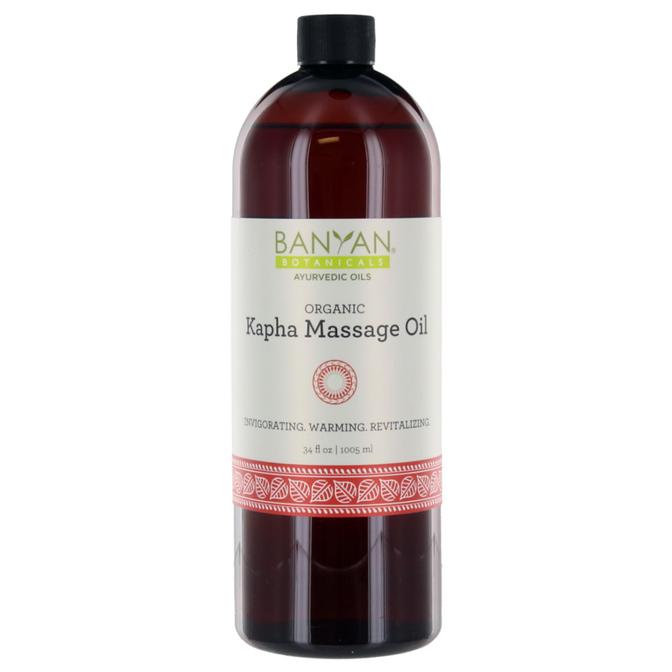 BANYAN®
BOTANICALS
AYURVEDIC OILS
ORGANIC
Kapha Massage Oil
INVIGORATING. WARMING. REVITALIZING.
34 fl oz | 1005 ml